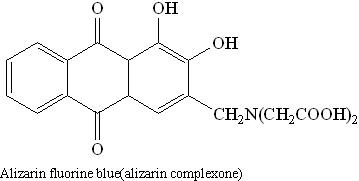 O OH
OH
CH₂N(CH₂COOH)₂
O
Alizarin fluorine blue(alizarin complexone)